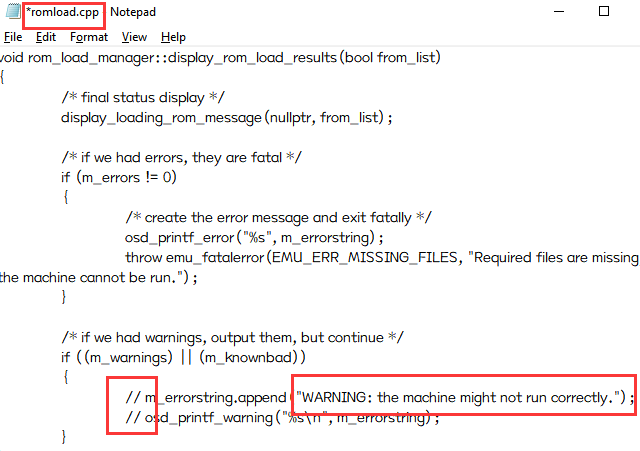 *romload.cpp - Notepad
File Edit Format View Help
void rom_load_manager::display_rom_load_results(bool from_list)
{
/* final status display */
display_loading_rom_message(nullptr, from_list);
/* if we had errors, they are fatal */
if (m_errors != 0)
{
/* create the error message and exit fatally */
osd_printf_error("%s", m_errorstring);
throw emu_fatalerror(EMU_ERR_MISSING_FILES, "Required files are missing
the machine cannot be run.");
}
/* if we had warnings, output them, but continue */
if ((m_warnings) || (m_knownbad))
{
// m_errorstring.append("WARNING: the machine might not run correctly.");
// osd_printf_warning("%s\n", m_errorstring);
}